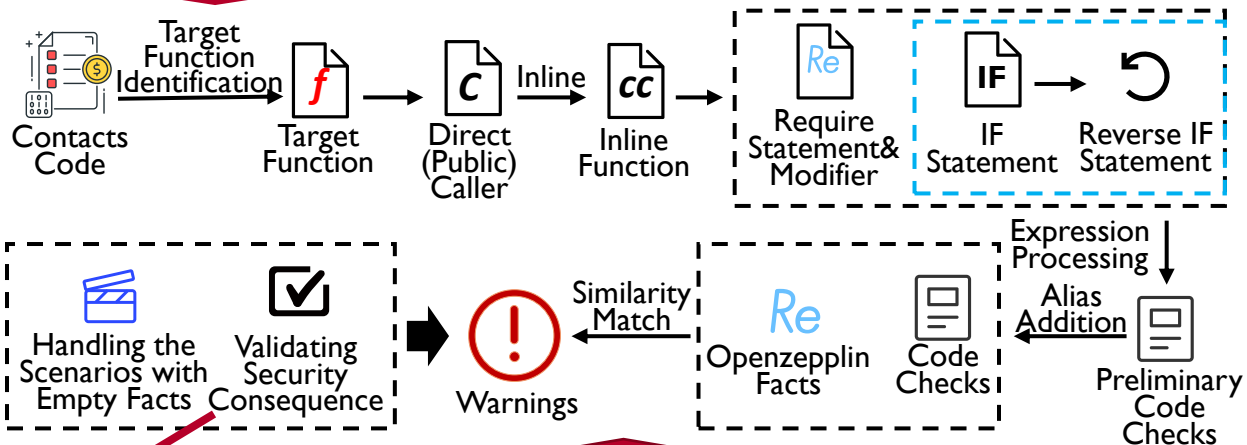 Target
Function
Identification
Contacts
Code
f
Target
Function
C
Direct
(Public)
Caller
Inline
cc
Inline
Function
Re
Require
Statement&
Modifier
IF
IF
Statement
Reverse IF
Statement
Expression
Processing
Preliminary
Code
Checks
Alias
Addition
Re
Openzepplin
Facts
Code
Checks
Similarity
Match
Warnings
Handling the
Scenarios with
Empty Facts
Validating
Security
Consequence